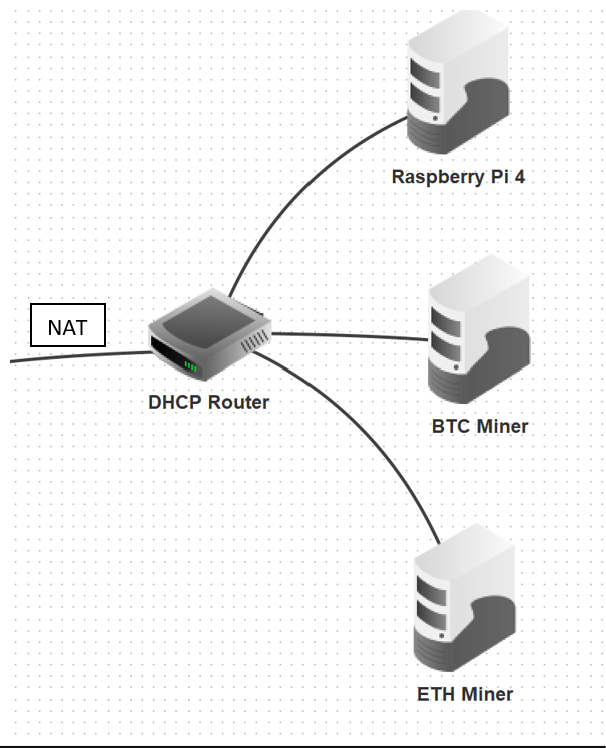 Raspberry Pi 4
NAT
DHCP Router
BTC Miner
ETH Miner